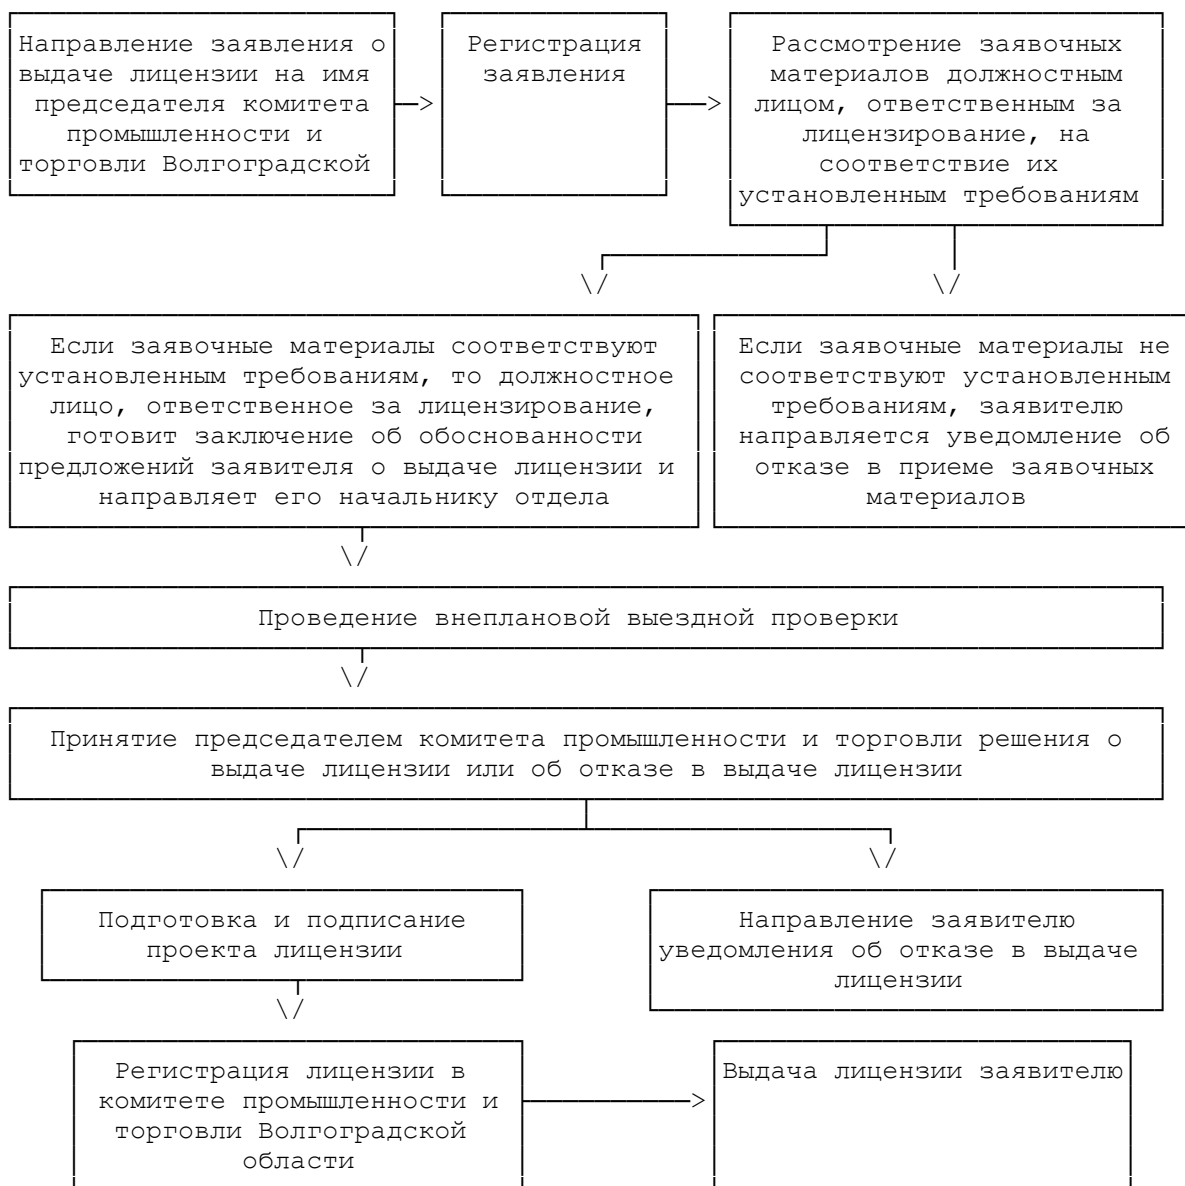 Направление заявления о
выдаче лицензии на имя
председателя комитета
промышленности и
торговли Волгоградской
Регистрация
заявления
Рассмотрение заявочных
материалов должностным
лицом, ответственным за
лицензирование, на
соответствие их
установленным требованиям
Если заявочные материалы соответствуют
установленным требованиям, то должностное
лицо, ответственное за лицензирование,
готовит заключение об обоснованности
предложений заявителя о выдаче лицензии и
направляет его начальнику отдела
Если заявочные материалы не
соответствуют установленным
требованиям, заявителю
направляется уведомление об
отказе в приеме заявочных
материалов
Проведение внеплановой выездной проверки
Принятие председателем комитета промышленности и торговли решения о
выдаче лицензии или об отказе в выдаче лицензии
Подготовка и подписание
проекта лицензии
Направление заявителю
уведомления об отказе в выдаче
лицензии
Регистрация лицензии в
комитете промышленности и
торговли Волгоградской
области
Выдача лицензии заявителю